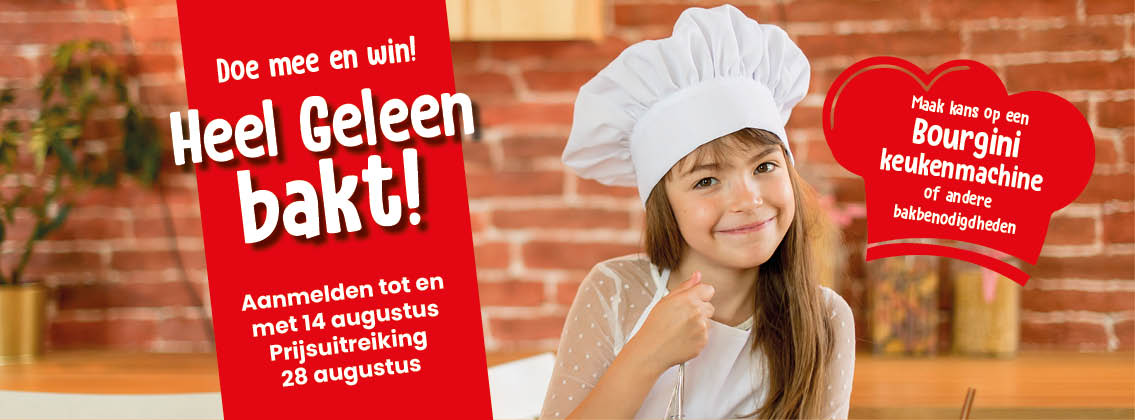 Doe mee en win!
Heel Geleen
bakt!
Aanmelden tot en
met 14 augustus
Prijsuitreiking
28 augustus
Maak kans op een
Bourgini
keukenmachine
of andere
bakbenodigdheden